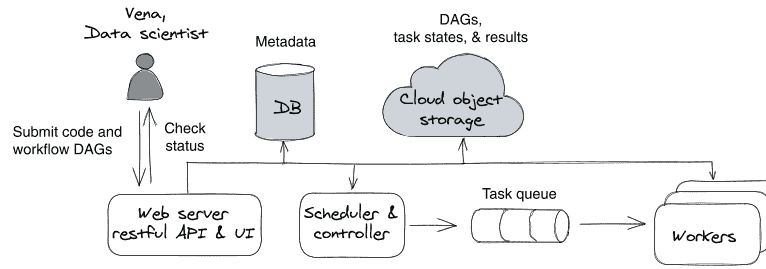 Vena,
Data scientist
Metadata
DAGs,
task states, & results
DB
Cloud object
storage
Submit code and
workflow DAGs
Check
status
Web server
restful API & UI
Scheduler &
controller
Task queue
Workers